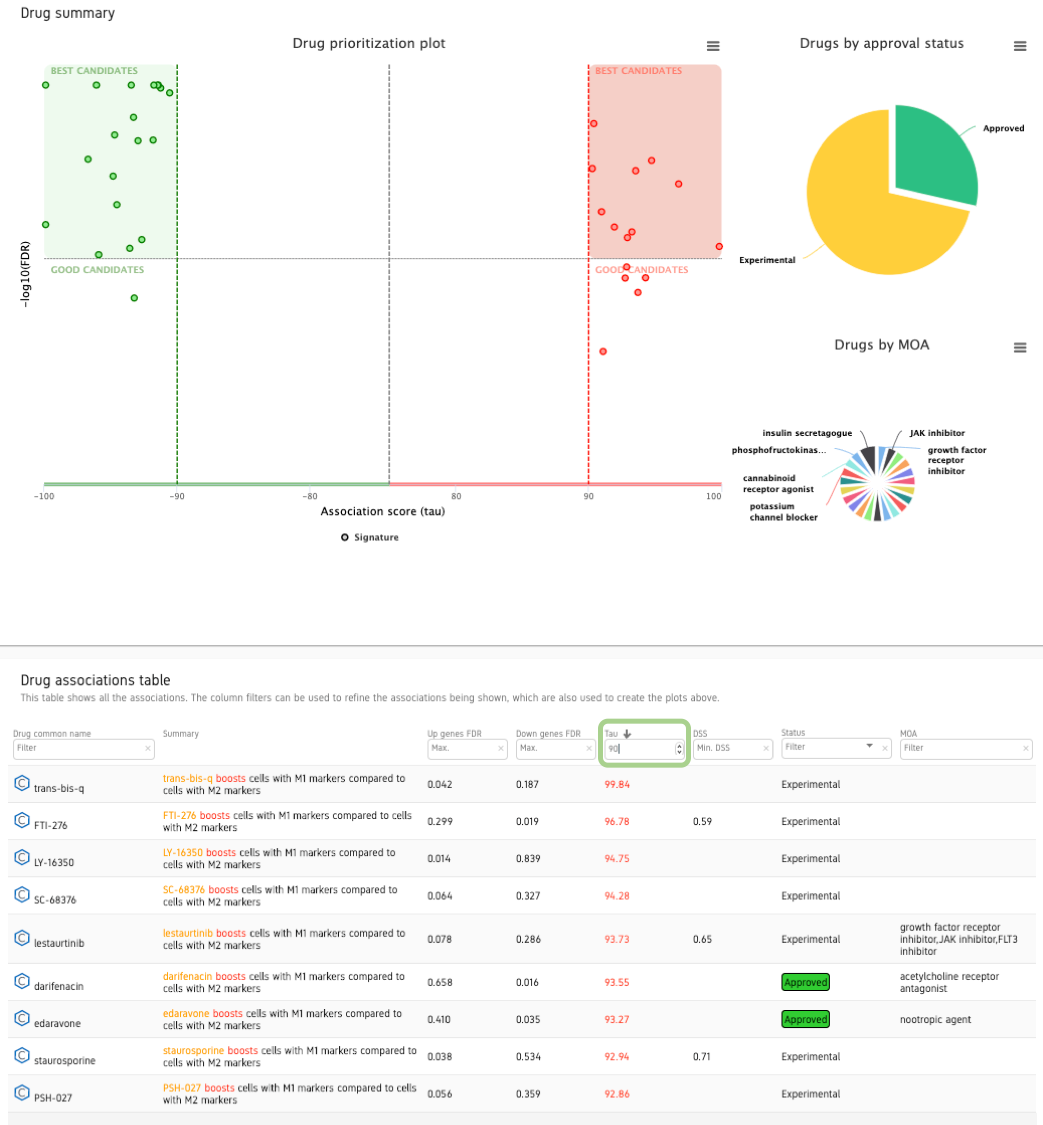 Drug summary
Drug prioritization plot
Drugs by approval status
BEST CANDIDATES
BEST CANDIDATES
GOOD CANDIDATES
GOOD CANDIDATES
−log10(FDR)
−100
−90
−80
80
90
100
Association score (tau)
Signature
Approved
Experimental
Drugs by MOA
insulin secretagogue
JAK inhibitor
phosphofructokinas...
growth factor
receptor
inhibitor
cannabinoid
receptor agonist
potassium
channel blocker
Drug associations table
This table shows all the associations. The column filters can be used to refine the associations being shown, which are also used to create the plots above.
Drug common name Summary Up genes FDR Down genes FDR Tau DSS Status MOA
Filter Max. Max. 90 Min. DSS Filter Filter
trans-bis-q trans-bis-q boosts cells with M1 markers compared to 0.042 0.187 99.84 Experimental
cells with M2 markers
FTI-276 FTI-276 boosts cells with M1 markers compared to cells 0.299 0.019 96.78 0.59 Experimental
with M2 markers
LY-16350 LY-16350 boosts cells with M1 markers compared to 0.014 0.839 94.75 Experimental
cells with M2 markers
SC-68376 SC-68376 boosts cells with M1 markers compared to 0.064 0.327 94.28 Experimental
cells with M2 markers
growth factor receptor
lestaurtinib lestaurtinib boosts cells with M1 markers compared to 0.078 0.286 93.73 0.65 Experimental inhibitor,JAK inhibitor,FLT3
cells with M2 markers inhibitor
darifenacin darifenacin boosts cells with M1 markers compared to 0.658 0.016 93.55 Approved acetylcholine receptor
cells with M2 markers antagonist
edaravone edaravone boosts cells with M1 markers compared to 0.410 0.035 93.27 Approved nootropic agent
cells with M2 markers
staurosporine staurosporine boosts cells with M1 markers compared to 0.038 0.534 92.94 0.71 Experimental
cells with M2 markers
PSH-027 PSH-027 boosts cells with M1 markers compared to cells 0.056 0.359 92.86 Experimental
with M2 markers